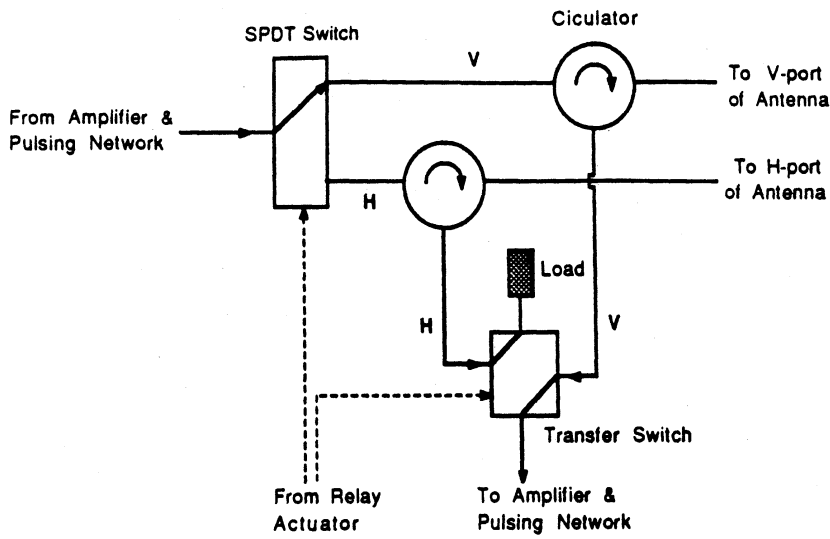 Ciculator
SPDT Switch
V
To V-port
of Antenna
From Amplifier &
Pulsing Network
To H-port
of Antenna
H
Load
H
V
Transfer Switch
From Relay
Actuator
To Amplifier &
Pulsing Network